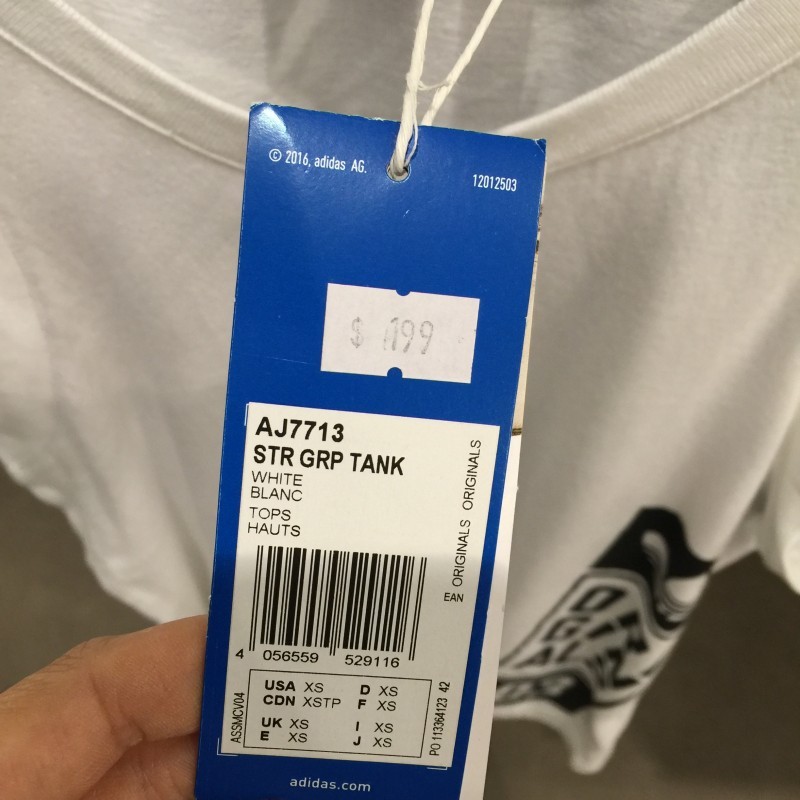 © 2016, adidas AG.
12012503
$ 199
AJ7713
STR GRP TANK
WHITE
BLANC
TOPS
HAUTS
ORIGINALS ORIGINALS
EAN
4 056559 529116
USA XS D XS
CDN XSTP F XS
UK XS I XS
E XS J XS
ASSMCV04
PO 113364123 42
adidas.com